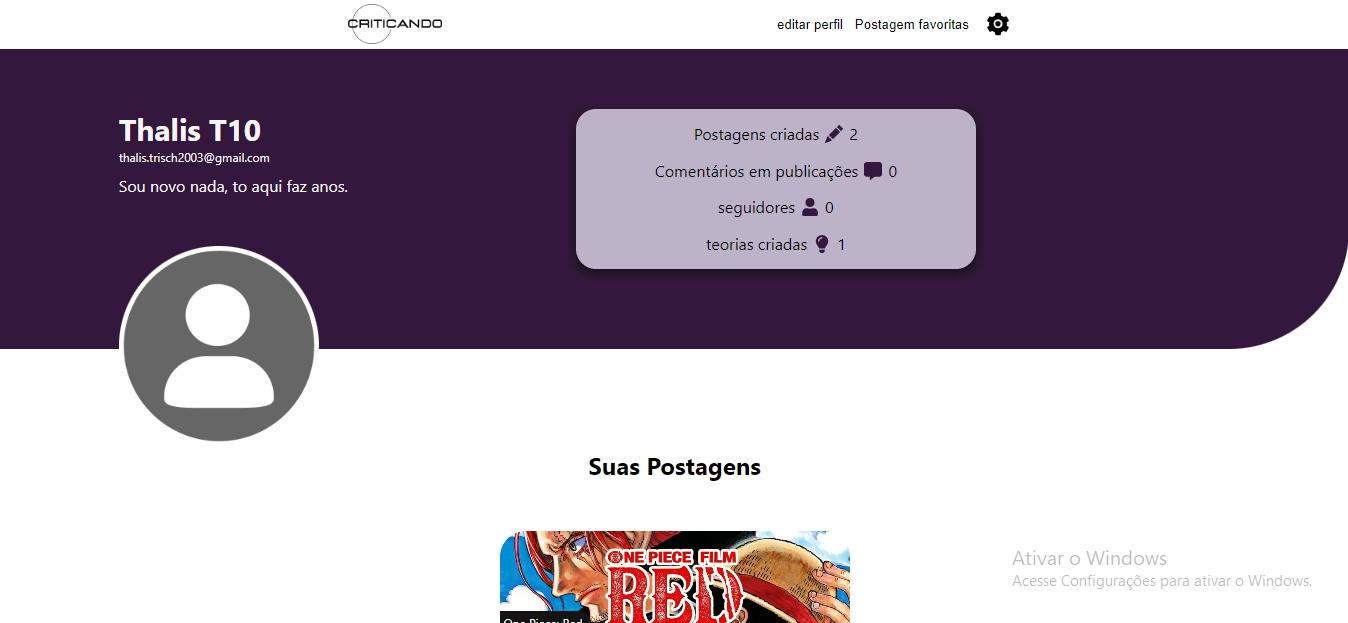 CRITICANDO
editar perfil Postagem favoritas
Thalis T10
thalis.trisch2003@gmail.com
Sou novo nada, to aqui faz anos.
Postagens criadas 2
Comentários em publicações 0
seguidores 0
teorias criadas 1
Suas Postagens
ONE PIECE FILM
RED
One Piece: Red
Ativar o Windows
Acesse Configurações para ativar o Windows.